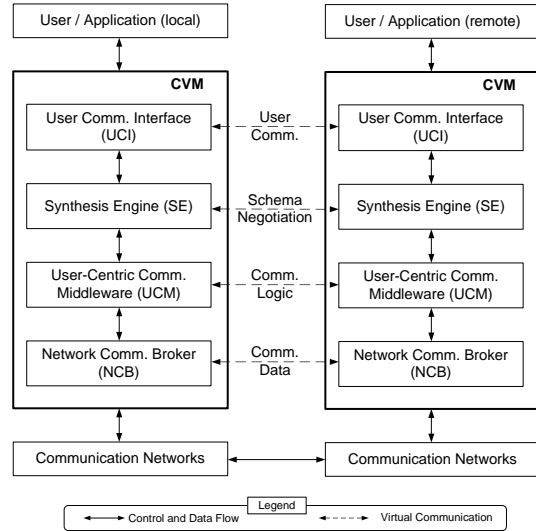 User / Application (local)
User / Application (remote)
CVM
CVM
User Comm. Interface
(UCI)
User
Comm.
User Comm. Interface
(UCI)
Synthesis Engine (SE)
Schema
Negotiation
Synthesis Engine (SE)
User-Centric Comm.
Middleware (UCM)
Comm.
Logic
User-Centric Comm.
Middleware (UCM)
Network Comm. Broker
(NCB)
Comm.
Data
Network Comm. Broker
(NCB)
Communication Networks
Communication Networks
Legend
Control and Data Flow
Virtual Communication